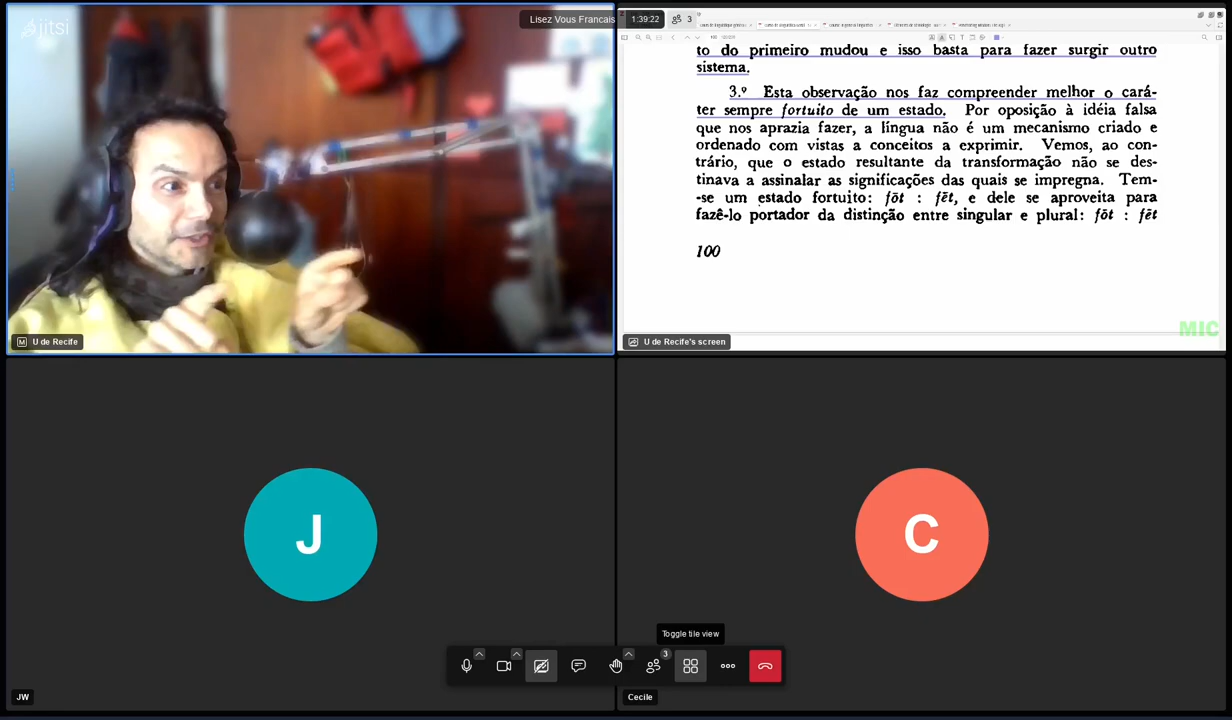 jitsi
Lisez Vous Francais
1:39:22
3
to do primeiro mudou e isso basta para fazer surgir outro
sistema.
3.º Esta observação nos faz compreender melhor o cará-
ter sempre fortuito de um estado. Por oposição à idéia falsa
que nos aprazia fazer, a língua não é um mecanismo criado e
ordenado com vistas a conceitos a exprimir. Vemos, ao con-
trário, que o estado resultante da transformação não se des-
tinava a assinalar as significações das quais se impregna. Tem-
-se um estado fortuito: fōt : fēt, e dele se aproveita para
fazê-lo portador da distinção entre singular e plural: fōt : fēt
100
MIC
M
U de Recife
U de Recife's screen
J
C
Toggle tile view
3
JW
Cecile